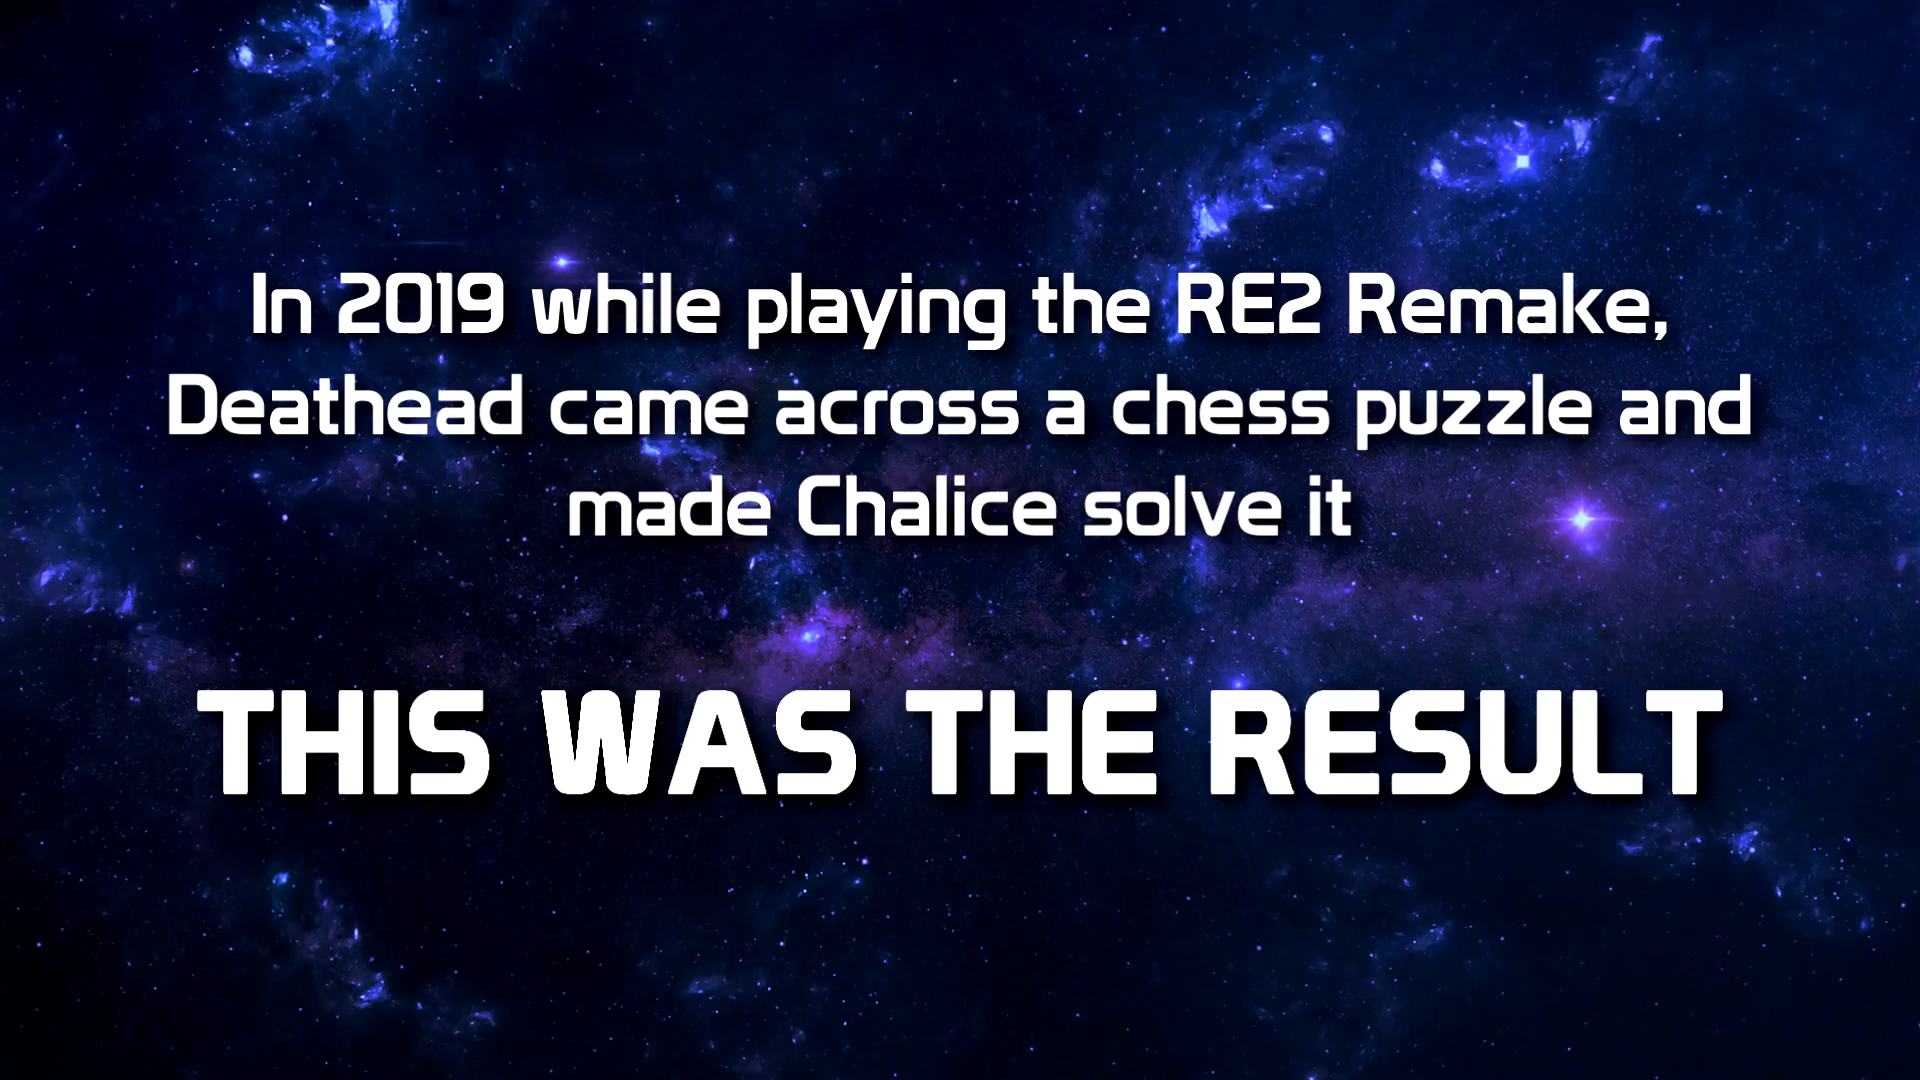 In 2019 while playing the RE2 Remake,
Deathead came across a chess puzzle and
made Chalice solve it
THIS WAS THE RESULT